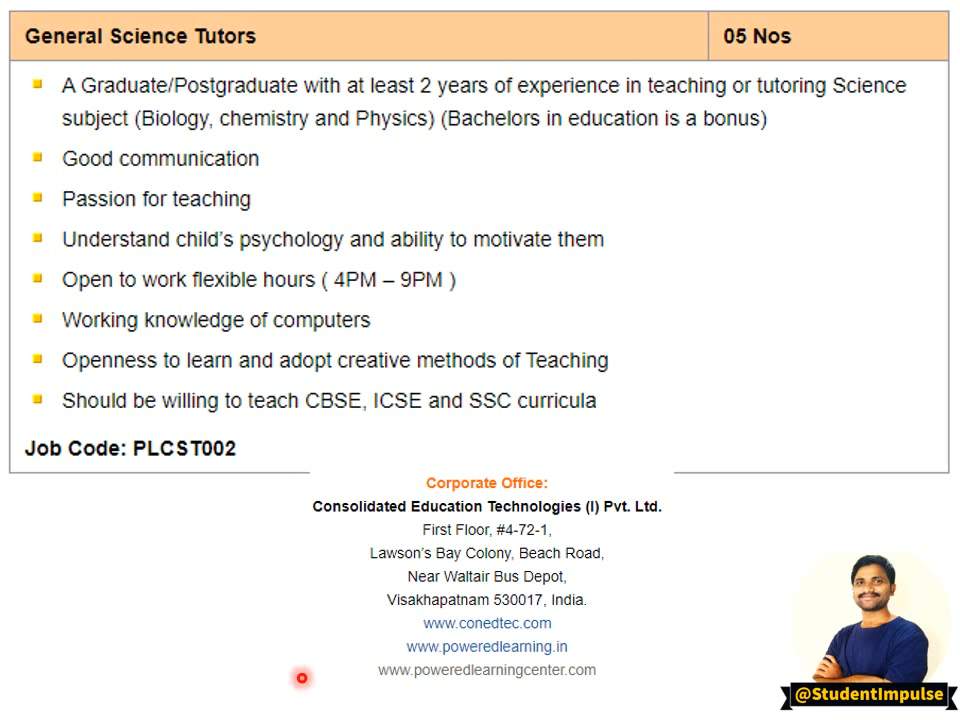 General Science Tutors 05 Nos
A Graduate/Postgraduate with at least 2 years of experience in teaching or tutoring Science
subject (Biology, chemistry and Physics) (Bachelors in education is a bonus)
Good communication
Passion for teaching
Understand child's psychology and ability to motivate them
Open to work flexible hours ( 4PM – 9PM )
Working knowledge of computers
Openness to learn and adopt creative methods of Teaching
Should be willing to teach CBSE, ICSE and SSC curricula
Job Code: PLCST002
Corporate Office:
Consolidated Education Technologies (I) Pvt. Ltd.
First Floor, #4-72-1,
Lawson's Bay Colony, Beach Road,
Near Waltair Bus Depot,
Visakhapatnam 530017, India.
www.conedtec.com
www.poweredlearning.in
www.poweredlearningcenter.com
@StudentImpulse